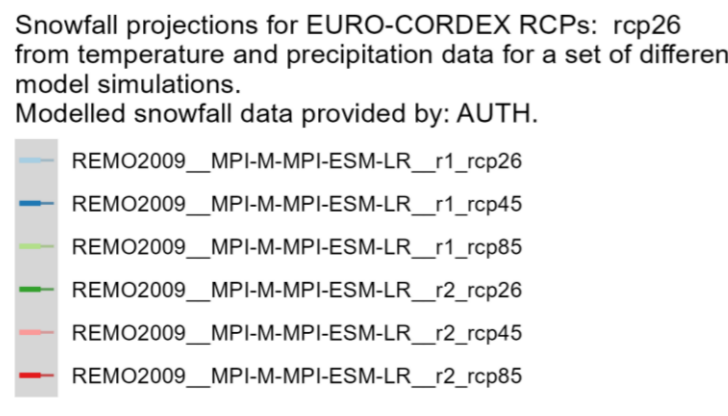 Snowfall projections for EURO-CORDEX RCPs:  rcp26
from temperature and precipitation data for a set of differen
model simulations.
Modelled snowfall data provided by: AUTH.
REMO2009__MPI-M-MPI-ESM-LR__r1_rcp26
REMO2009__MPI-M-MPI-ESM-LR__r1_rcp45
REMO2009__MPI-M-MPI-ESM-LR__r1_rcp85
REMO2009__MPI-M-MPI-ESM-LR__r2_rcp26
REMO2009__MPI-M-MPI-ESM-LR__r2_rcp45
REMO2009__MPI-M-MPI-ESM-LR__r2_rcp85